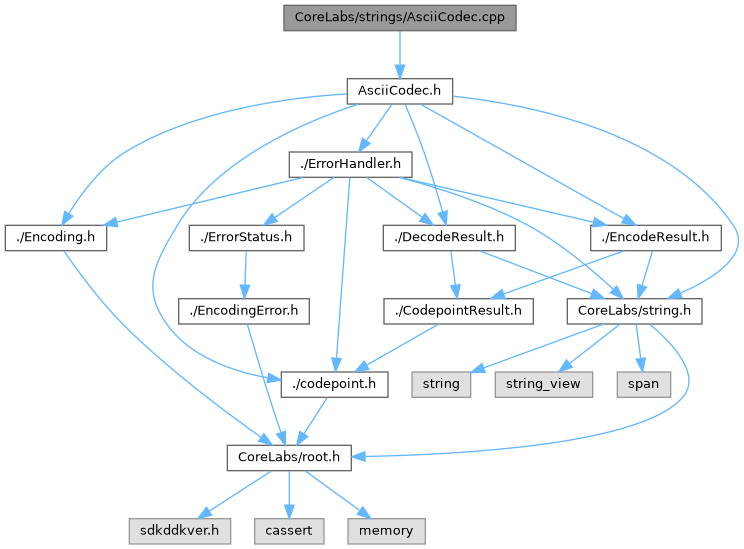 CoreLabs/strings/AsciiCodec.cpp
AsciiCodec.h
./ErrorHandler.h
./Encoding.h
./ErrorStatus.h
./DecodeResult.h
./EncodeResult.h
./EncodingError.h
./CodepointResult.h
CoreLabs/string.h
./codepoint.h
string
string_view
span
CoreLabs/root.h
sdkddkver.h
cassert
memory